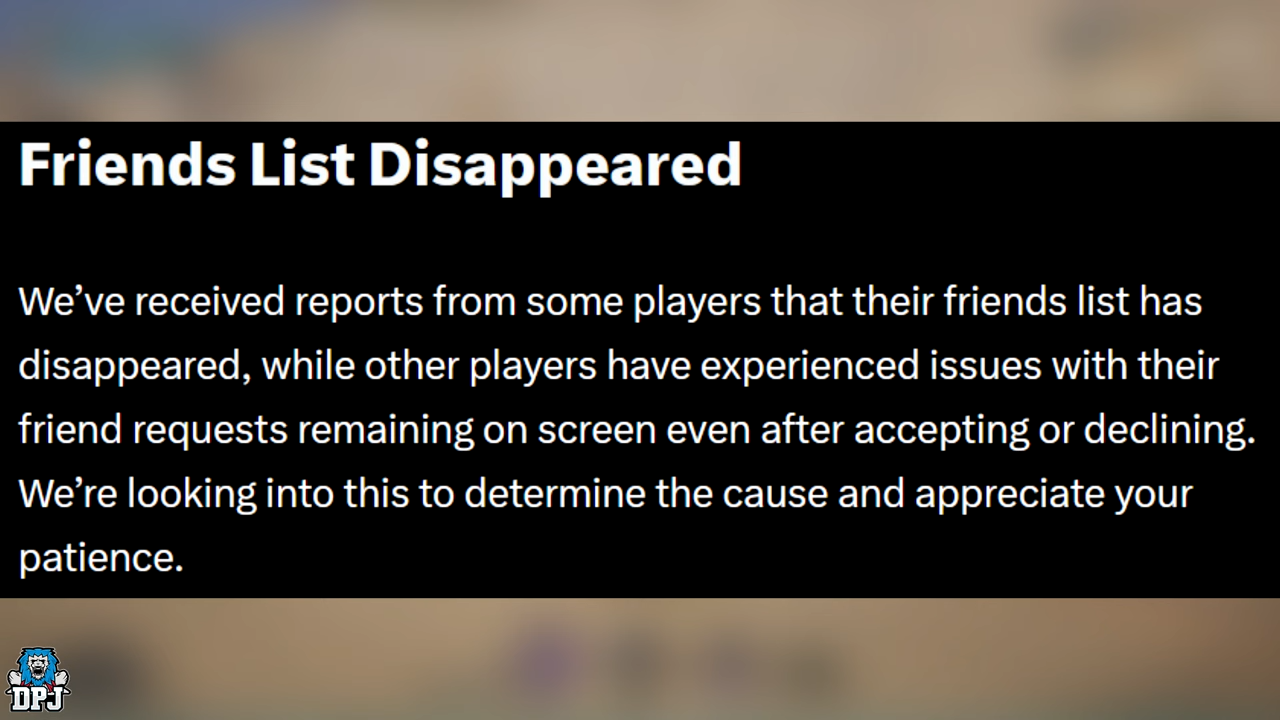 Friends List Disappeared
We’ve received reports from some players that their friends list has
disappeared, while other players have experienced issues with their
friend requests remaining on screen even after accepting or declining.
We’re looking into this to determine the cause and appreciate your
patience.
DPJ